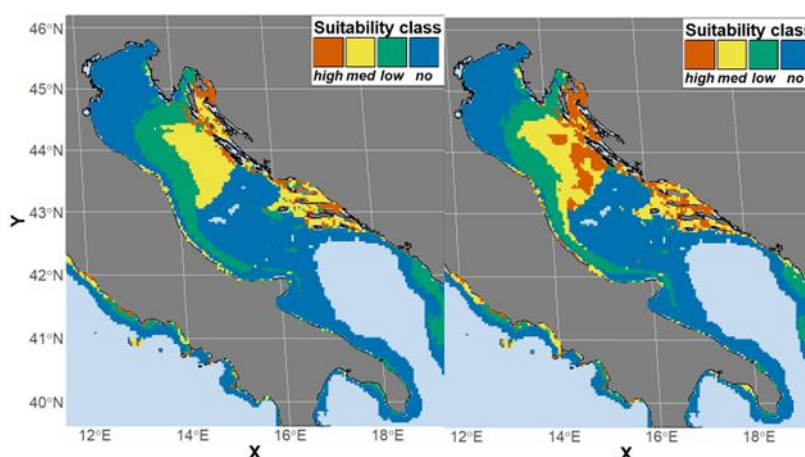 Suitability class
high med low no
Suitability class
high med low no
46°N
45°N
44°N
43°N
42°N
41°N
40°N
Y
12°E 14°E 16°E 18°E
12°E 14°E 16°E 18°E
X
X